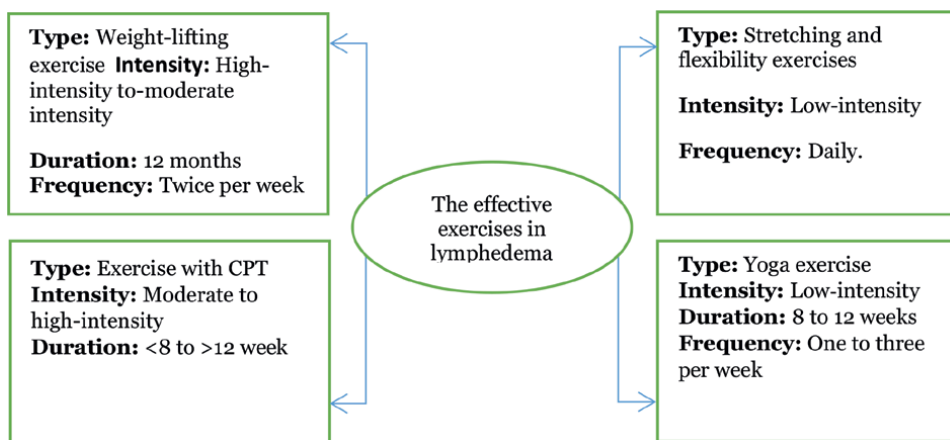 Type: Weight-lifting
exercise Intensity: High-
intensity to-moderate
intensity
Duration: 12 months
Frequency: Twice per week
Type: Stretching and
flexibility exercises
Intensity: Low-intensity
Frequency: Daily.
The effective
exercises in
lymphedema
Type: Exercise with CPT
Intensity: Moderate to
high-intensity
Duration: <8 to >12 week
Type: Yoga exercise
Intensity: Low-intensity
Duration: 8 to 12 weeks
Frequency: One to three
per week